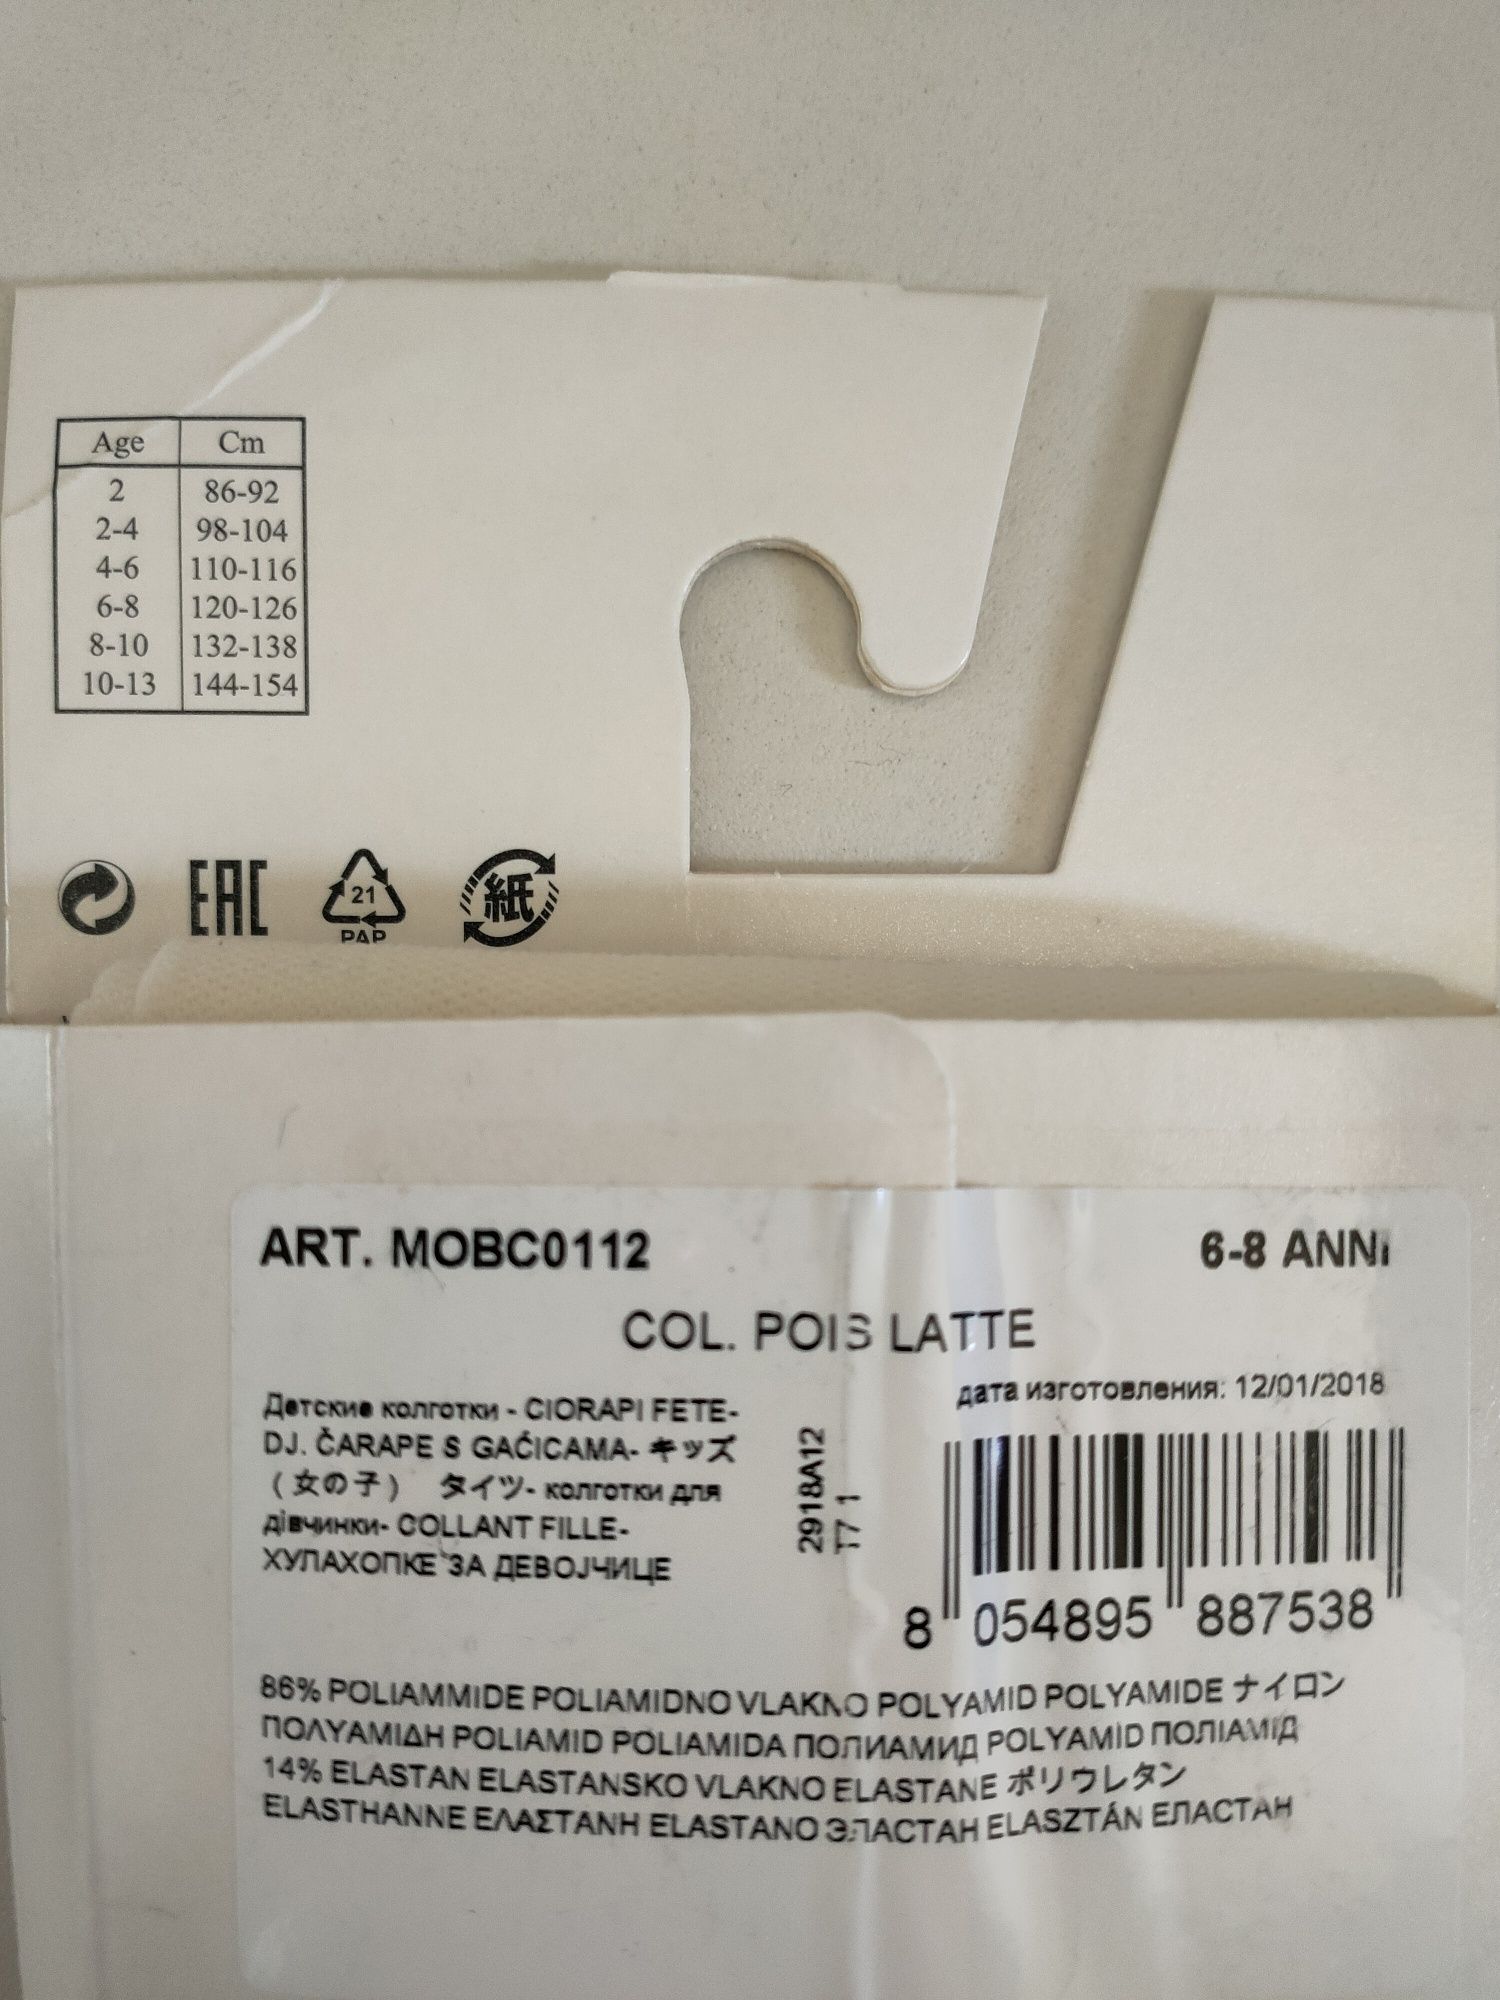 Age Cm
2 86-92
2-4 98-104
4-6 110-116
6-8 120-126
8-10 132-138
10-13 144-154
EAC
21
PAP
紙
ART. MOBC0112 6-8 ANNI
COL. POIS LATTE
дата изготовления: 12/01/2018
Детские колготки - CIORAPI FETE-
DJ. ČARAPE S GAĆICAMA- キッズ
（女の子） タイツ- колготки для
дівчинки- COLLANT FILLE-
ХУЛАХОПКЕ ЗА ДЕВОЈЧИЦЕ
2918A12
T7 1
8 054895 887538
86% POLIAMMIDE POLIAMIDNO VLAKNO POLYAMID POLYAMIDE ナイロン
ΠΟΛΥΑΜΙΔΗ POLIAMID POLIAMIDA ПОЛИАМИД POLYAMID ПОЛІАМІД
14% ELASTAN ELASTANSKO VLAKNO ELASTANE ポリウレタン
ELASTHANNE ΕΛΑΣΤΑΝΗ ELASTANO ЭЛАСТАН ELASZTÁN ЕЛАСТАН